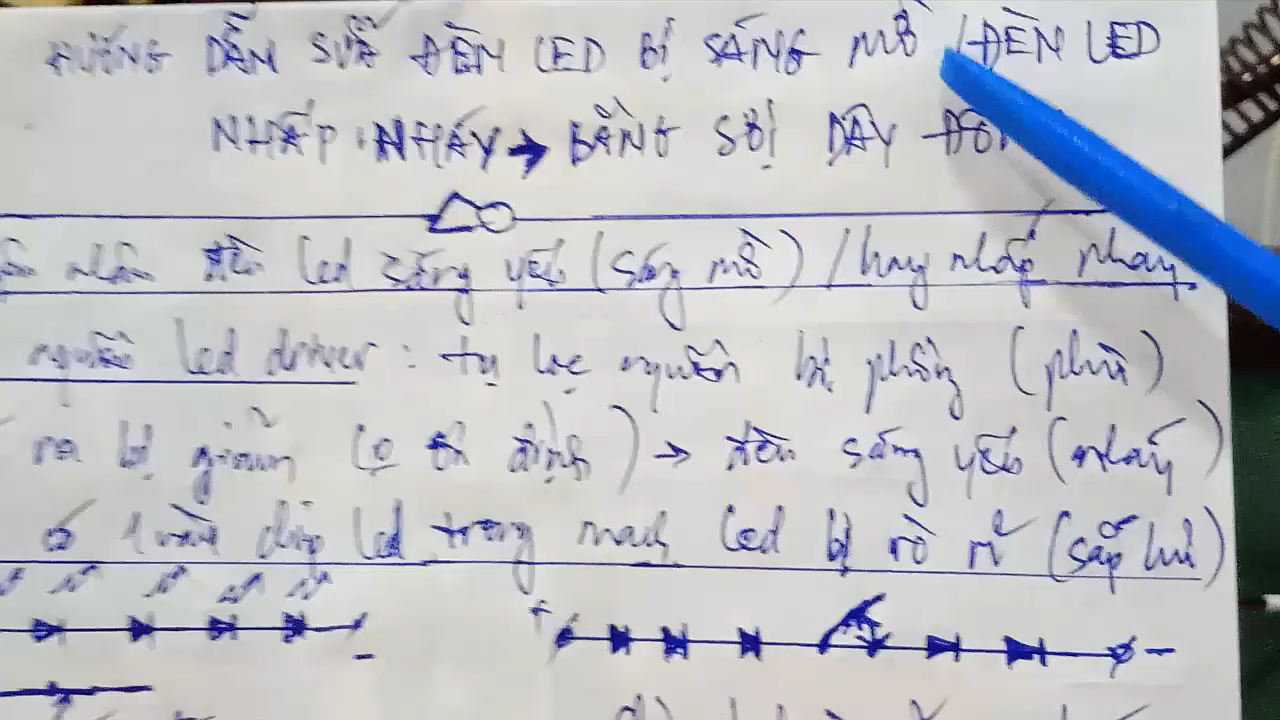 HƯỚNG DẪN SỬA ĐÈN LED BỊ SÁNG MỜ / ĐÈN LED
NHẤP NHÁY → BẰNG SỢI DÂY ĐỒN
nhân đèn led sáng yếu (sáng mờ) / hay nhấp nháy
nguồn led driver : tụ lọc nguồn bị phồng (phù)
ra bị giảm (o ổn định) → đèn sáng yếu (nháy)
1 vài chip led trong mạch led bị rò rỉ (sắp hư)
+ -
-